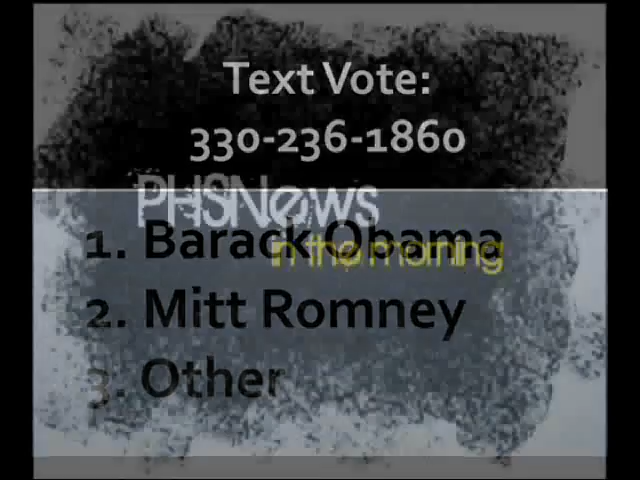 Text Vote:
330-236-1860
PHSNews
1. Barack Obama
in the morning
2. Mitt Romney
3. Other